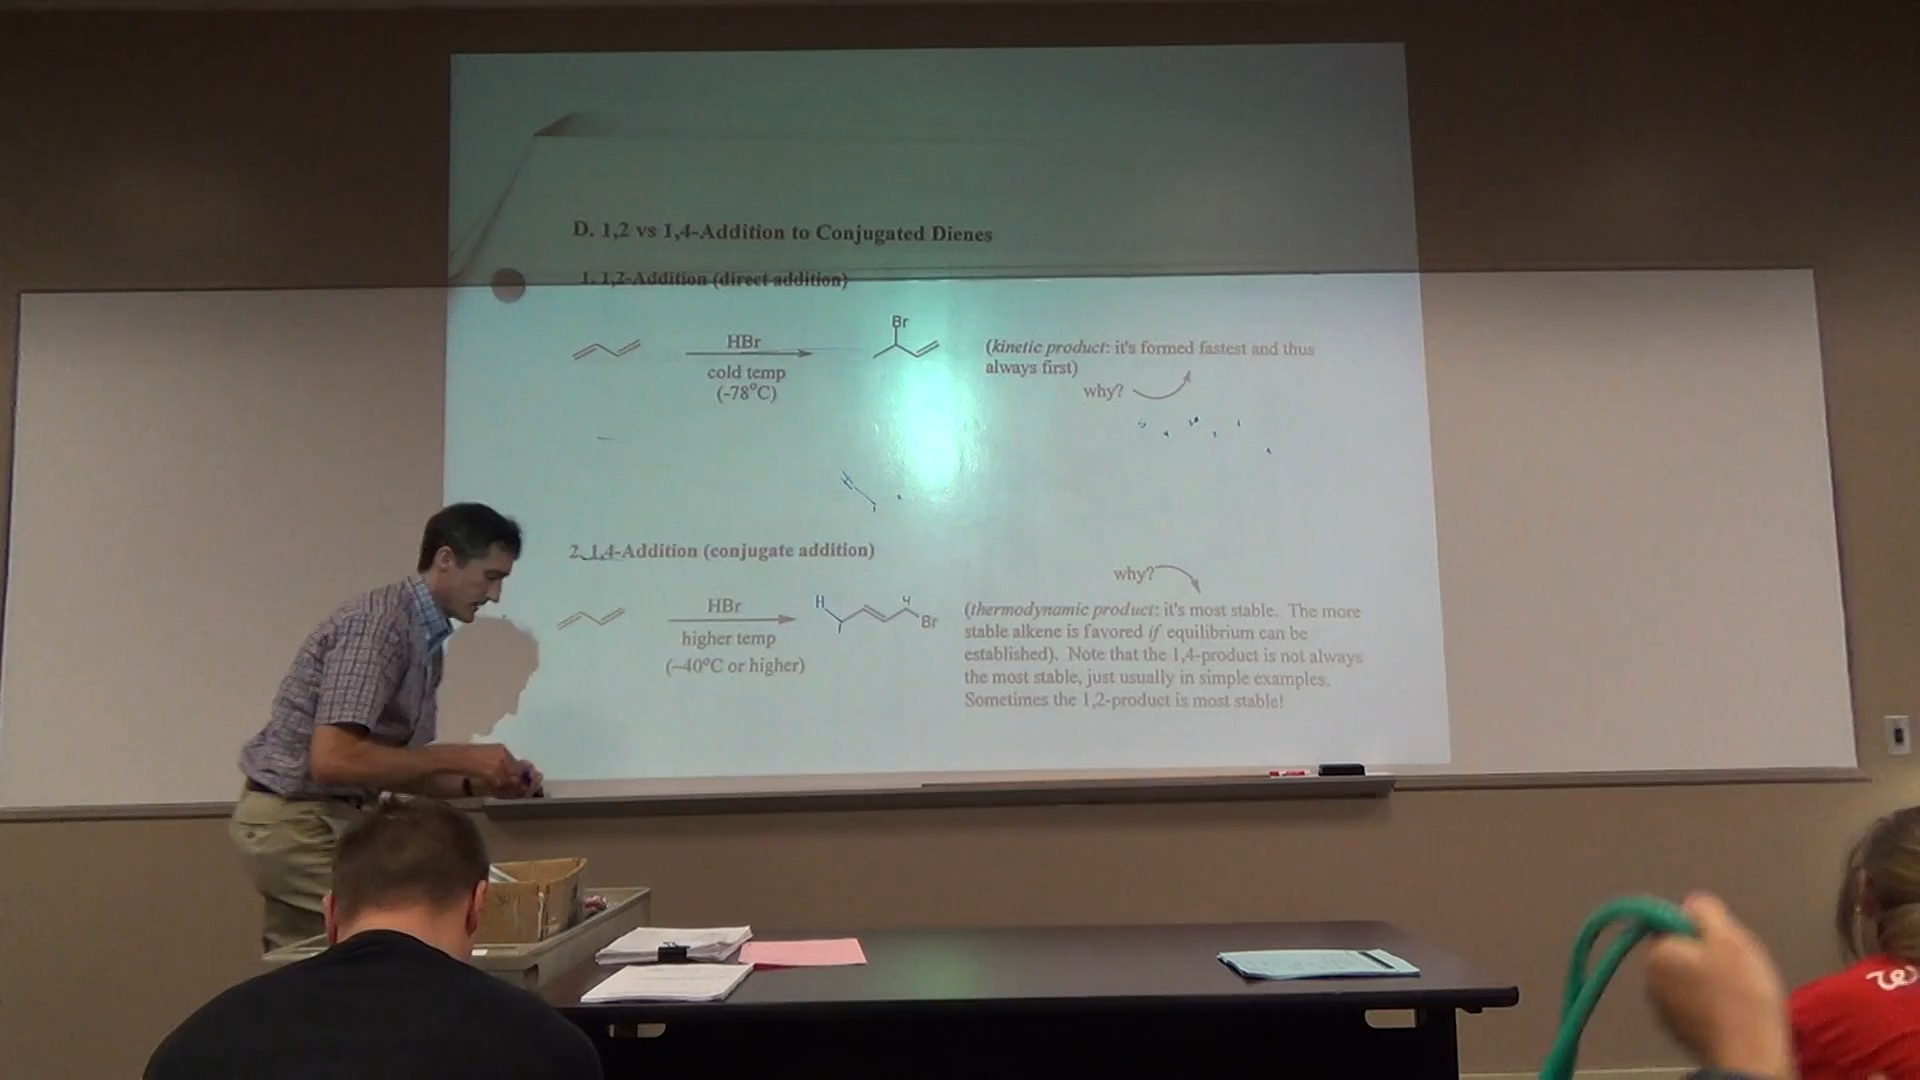 D. 1,2 vs 1,4-Addition to Conjugated Dienes
1. 1,2-Addition (direct addition)
Br
HBr
cold temp
(-78°C)
(kinetic product: it's formed fastest and thus
always first)
why?
2. 1,4-Addition (conjugate addition)
why?
HBr
higher temp
(~40°C or higher)
H
4
Br
1
(thermodynamic product: it's most stable. The more
stable alkene is favored if equilibrium can be
established). Note that the 1,4-product is not always
the most stable, just usually in simple examples.
Sometimes the 1,2-product is most stable!